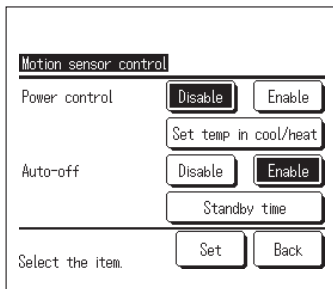 Motion sensor control
Power control Disable Enable
Set temp in cool/heat
Auto-off Disable Enable
Standby time
Set Back
Select the item.